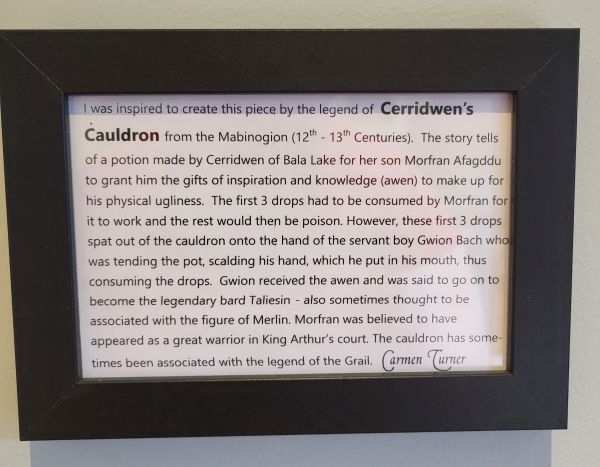 I was inspired to create this piece by the legend of Cerridwen's
Cauldron from the Mabinogion (12th - 13th Centuries). The story tells
of a potion made by Cerridwen of Bala Lake for her son Morfran Afagddu
to grant him the gifts of inspiration and knowledge (awen) to make up for
his physical ugliness. The first 3 drops had to be consumed by Morfran for
it to work and the rest would then be poison. However, these first 3 drops
spat out of the cauldron onto the hand of the servant boy Gwion Bach who
was tending the pot, scalding his hand, which he put in his mouth, thus
consuming the drops. Gwion received the awen and was said to go on to
become the legendary bard Taliesin - also sometimes thought to be
associated with the figure of Merlin. Morfran was believed to have
appeared as a great warrior in King Arthur's court. The cauldron has some-
times been associated with the legend of the Grail. Carmen Turner